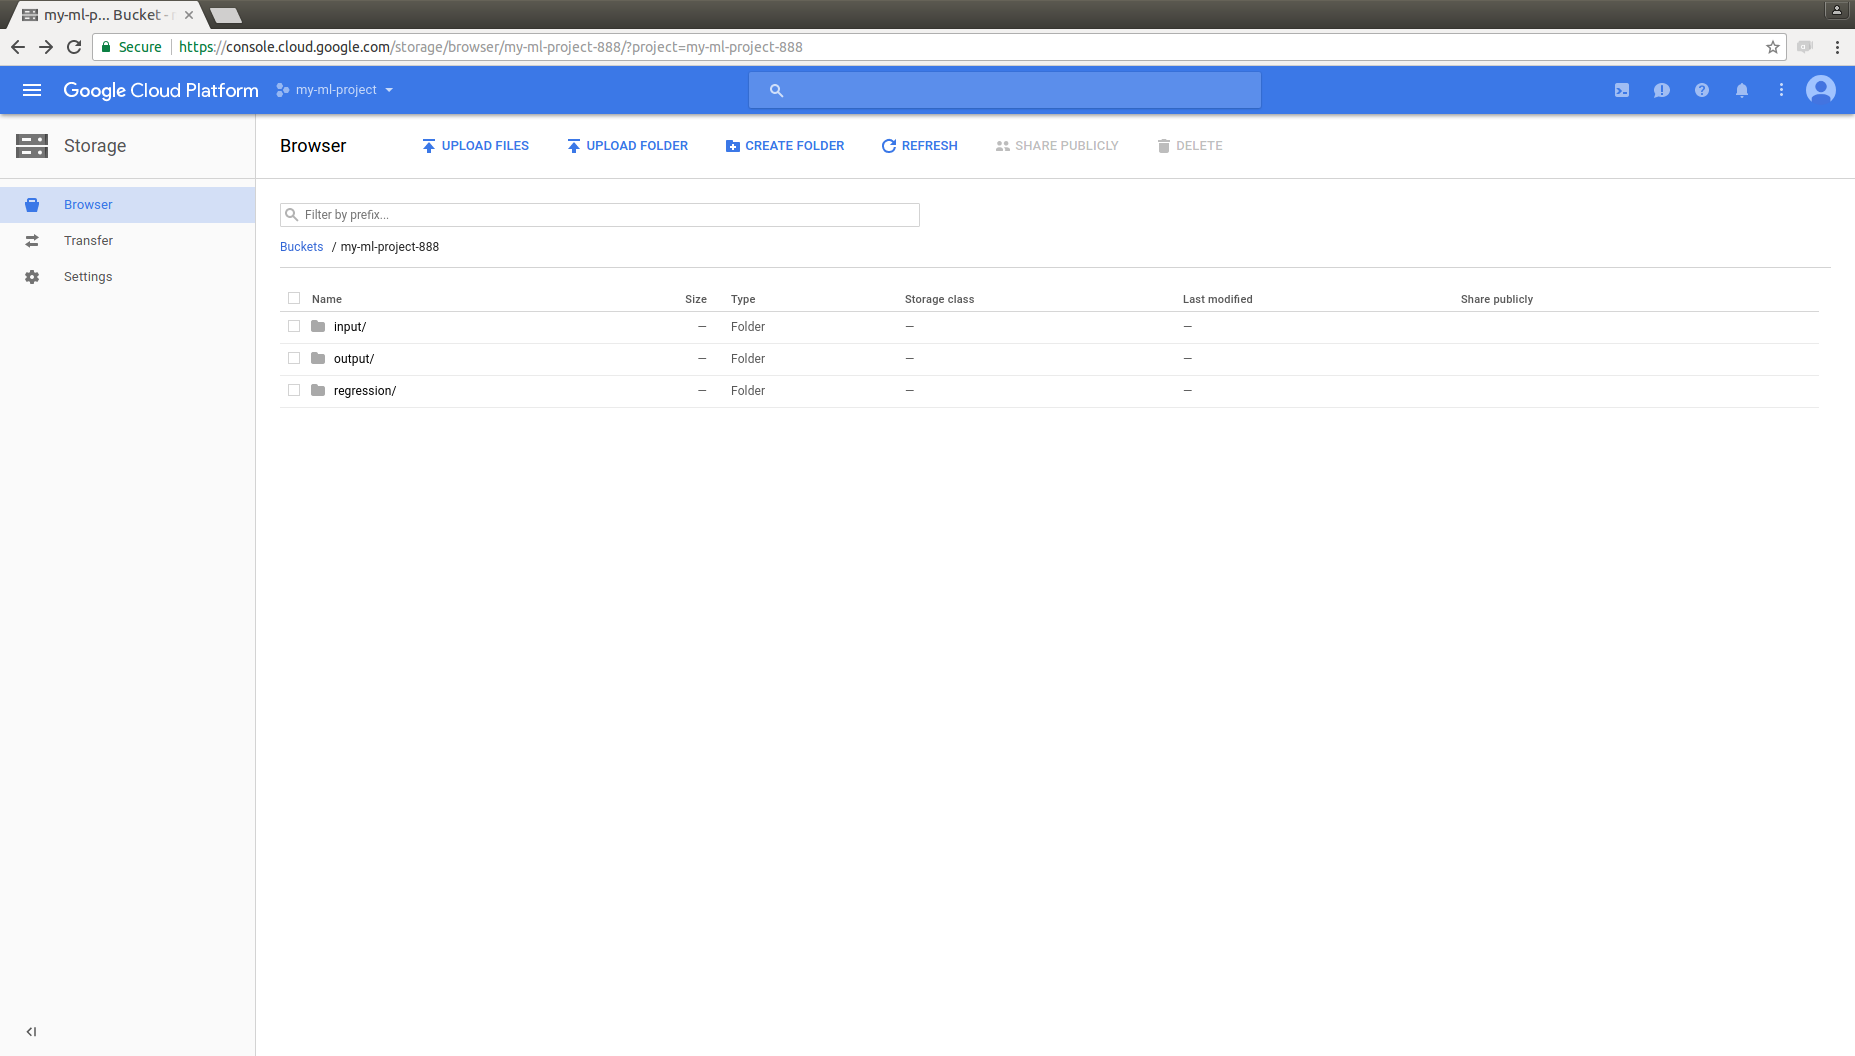 my-ml-p... Bucket -
Secure https://console.cloud.google.com/storage/browser/my-ml-project-888/?project=my-ml-project-888
Google Cloud Platform my-ml-project
Storage Browser UPLOAD FILES UPLOAD FOLDER CREATE FOLDER REFRESH SHARE PUBLICLY DELETE
Browser
Transfer
Settings
Filter by prefix...
Buckets / my-ml-project-888
Name Size Type Storage class Last modified Share publicly
input/ — Folder — —
output/ — Folder — —
regression/ — Folder — —